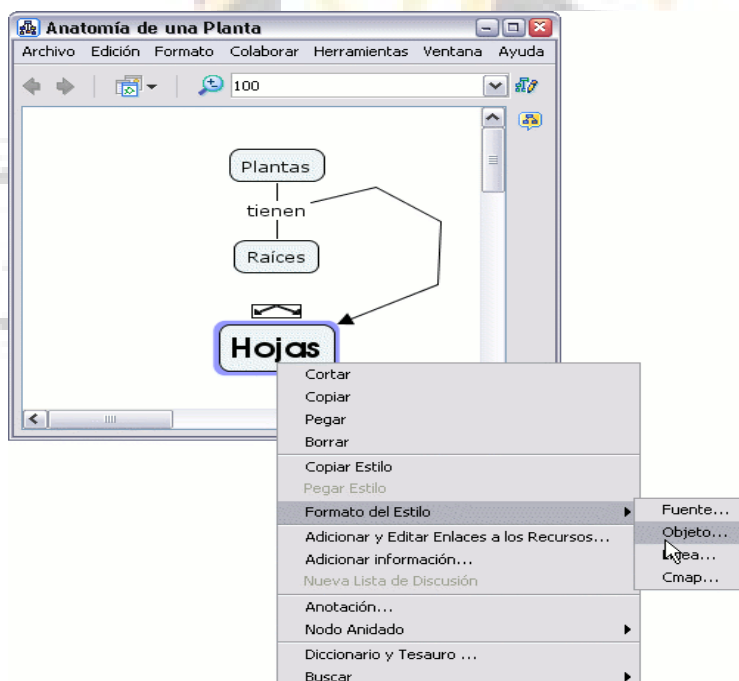 Anatomía de una Planta
Archivo Edición Formato Colaborar Herramientas Ventana Ayuda
100
Plantas
tienen
Raíces
Hojas
Cortar
Copiar
Pegar
Borrar
Copiar Estilo
Pegar Estilo
Formato del Estilo
Fuente...
Objeto...
Línea...
Cmap...
Adicionar y Editar Enlaces a los Recursos...
Adicionar información...
Nueva Lista de Discusión
Anotación...
Nodo Anidado
Diccionario y Tesauro ...
Buscar